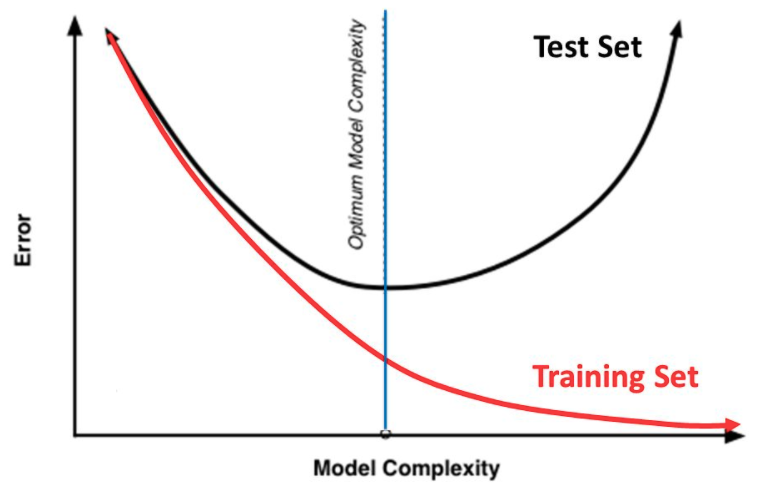 Test Set
Optimum Model Complexity
Error
Training Set
Model Complexity